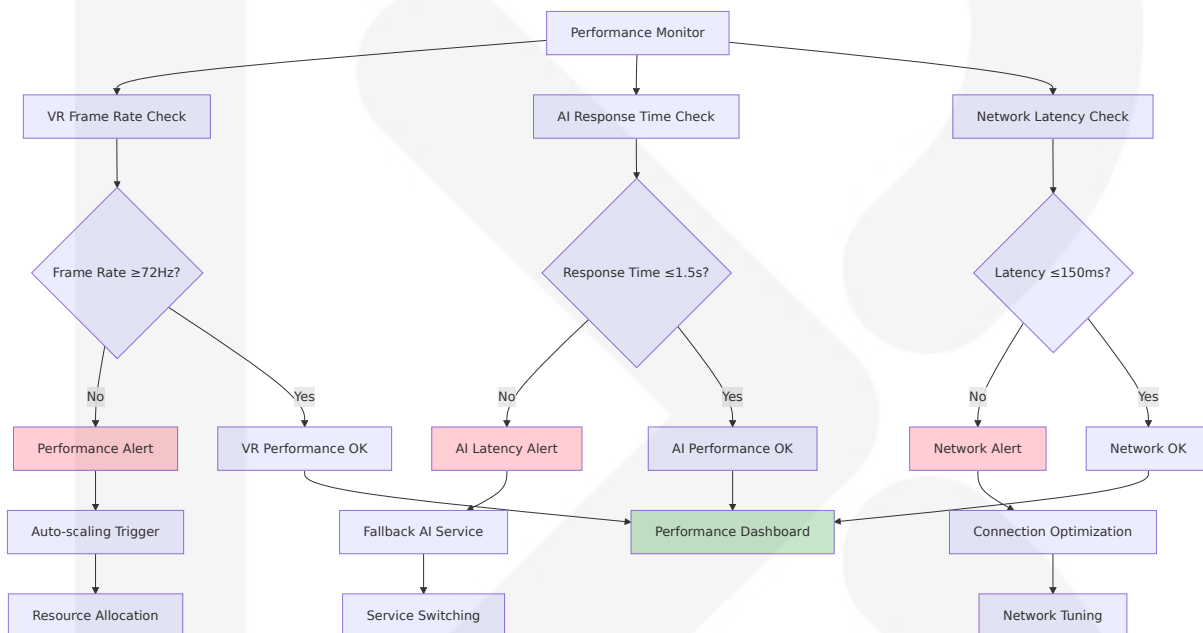 Performance Monitor
VR Frame Rate Check
AI Response Time Check
Network Latency Check
Frame Rate ≥72Hz?
Response Time ≤1.5s?
Latency ≤150ms?
No
Yes
No
Yes
No
Yes
Performance Alert
VR Performance OK
AI Latency Alert
AI Performance OK
Network Alert
Network OK
Auto-scaling Trigger
Fallback AI Service
Performance Dashboard
Connection Optimization
Resource Allocation
Service Switching
Network Tuning